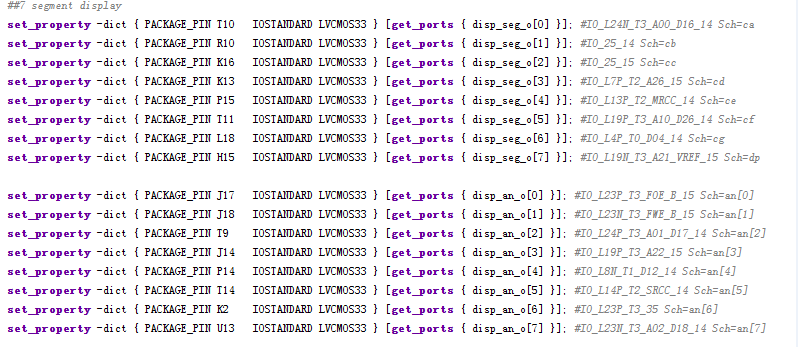 ##7 segment display
set_property -dict { PACKAGE_PIN T10 IOSTANDARD LVCMOS33 } [get_ports { disp_seg_o[0] }]; #IO_L24N_T3_A00_D16_14 Sch=ca
set_property -dict { PACKAGE_PIN R10 IOSTANDARD LVCMOS33 } [get_ports { disp_seg_o[1] }]; #IO_25_14 Sch=cb
set_property -dict { PACKAGE_PIN K16 IOSTANDARD LVCMOS33 } [get_ports { disp_seg_o[2] }]; #IO_25_15 Sch=cc
set_property -dict { PACKAGE_PIN K13 IOSTANDARD LVCMOS33 } [get_ports { disp_seg_o[3] }]; #IO_L7P_T2_A26_15 Sch=cd
set_property -dict { PACKAGE_PIN P15 IOSTANDARD LVCMOS33 } [get_ports { disp_seg_o[4] }]; #IO_L13P_T2_MRCC_14 Sch=ce
set_property -dict { PACKAGE_PIN T11 IOSTANDARD LVCMOS33 } [get_ports { disp_seg_o[5] }]; #IO_L19P_T3_A10_D26_14 Sch=cf
set_property -dict { PACKAGE_PIN L18 IOSTANDARD LVCMOS33 } [get_ports { disp_seg_o[6] }]; #IO_L4P_T0_D04_14 Sch=cg
set_property -dict { PACKAGE_PIN H15 IOSTANDARD LVCMOS33 } [get_ports { disp_seg_o[7] }]; #IO_L19N_T3_A21_VREF_15 Sch=dp
set_property -dict { PACKAGE_PIN J17 IOSTANDARD LVCMOS33 } [get_ports { disp_an_o[0] }]; #IO_L23P_T3_FOE_B_15 Sch=an[0]
set_property -dict { PACKAGE_PIN J18 IOSTANDARD LVCMOS33 } [get_ports { disp_an_o[1] }]; #IO_L23N_T3_FWE_B_15 Sch=an[1]
set_property -dict { PACKAGE_PIN T9 IOSTANDARD LVCMOS33 } [get_ports { disp_an_o[2] }]; #IO_L24P_T3_A01_D17_14 Sch=an[2]
set_property -dict { PACKAGE_PIN J14 IOSTANDARD LVCMOS33 } [get_ports { disp_an_o[3] }]; #IO_L19P_T3_A22_15 Sch=an[3]
set_property -dict { PACKAGE_PIN P14 IOSTANDARD LVCMOS33 } [get_ports { disp_an_o[4] }]; #IO_L8N_T1_D12_14 Sch=an[4]
set_property -dict { PACKAGE_PIN T14 IOSTANDARD LVCMOS33 } [get_ports { disp_an_o[5] }]; #IO_L14P_T2_SRCC_14 Sch=an[5]
set_property -dict { PACKAGE_PIN K2 IOSTANDARD LVCMOS33 } [get_ports { disp_an_o[6] }]; #IO_L23P_T3_35 Sch=an[6]
set_property -dict { PACKAGE_PIN U13 IOSTANDARD LVCMOS33 } [get_ports { disp_an_o[7] }]; #IO_L23N_T3_A02_D18_14 Sch=an[7]